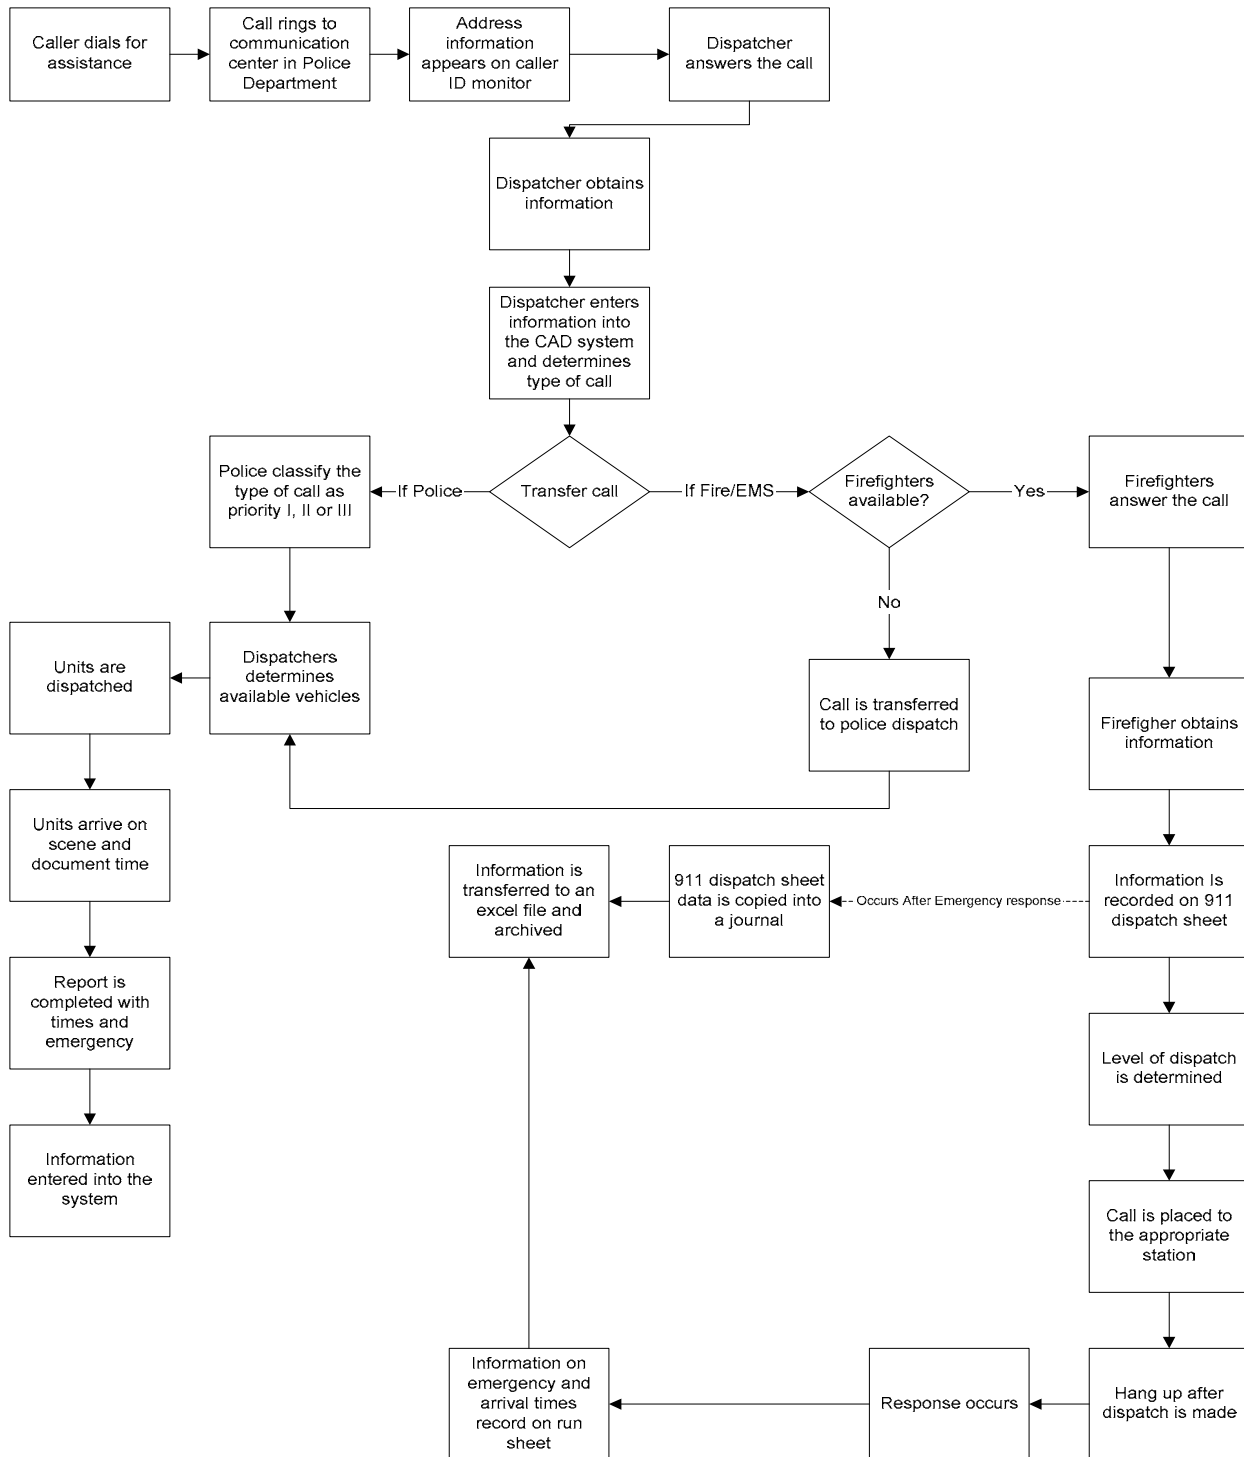 Caller dials for
assistance
Call rings to
communication
center in Police
Department
Address
information
appears on caller
ID monitor
Dispatcher
answers the call
Dispatcher obtains
information
Dispatcher enters
information into
the CAD system
and determines
type of call
Police classify the
type of call as
priority I, II or III
If Police
Transfer call
If Fire/EMS
Firefighters
available?
Yes
Firefighters
answer the call
No
Units are
dispatched
Dispatchers
determines
available vehicles
Call is transferred
to police dispatch
Firefigher obtains
information
Units arrive on
scene and
document time
Information is
transferred to an
excel file and
archived
911 dispatch sheet
data is copied into
a journal
Occurs After Emergency response
Information Is
recorded on 911
dispatch sheet
Report is
completed with
times and
emergency
Level of dispatch
is determined
Information
entered into the
system
Call is placed to
the appropriate
station
Information on
emergency and
arrival times
record on run
sheet
Response occurs
Hang up after
dispatch is made